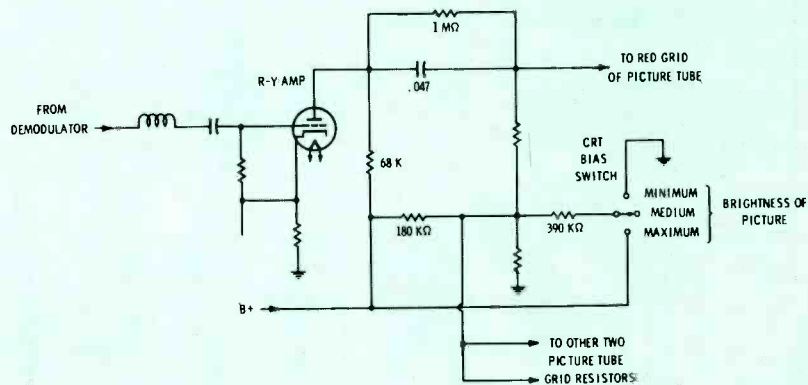 1 MΩ
R-Y AMP
.047
TO RED GRID
OF PICTURE TUBE
FROM
DEMODULATOR
68 K
CRT
BIAS
SWITCH
MINIMUM
MEDIUM
MAXIMUM
BRIGHTNESS OF
PICTURE
180 KΩ
390 KΩ
B+
TO OTHER TWO
PICTURE TUBE
GRID RESISTORS